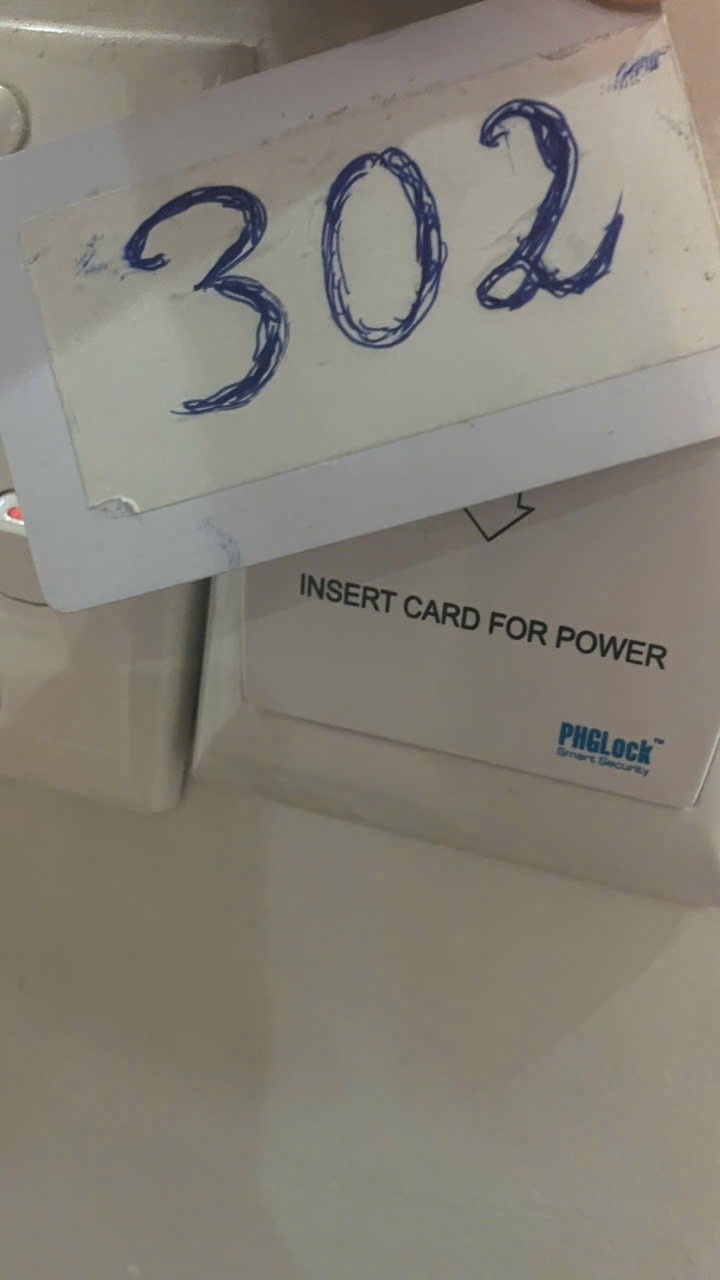 302
INSERT CARD FOR POWER
PHGLock™
Smart Security